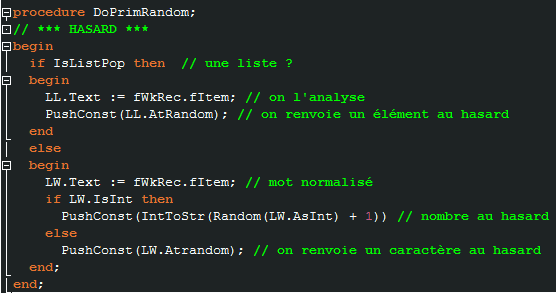 procedure DoPrimRandom;
// *** HASARD ***
begin
  if IsListPop then  // une liste ?
  begin
    LL.Text := fWkRec.fItem; // on l'analyse
    PushConst(LL.AtRandom); // on renvoie un élément au hasard
  end
  else
  begin
    LW.Text := fWkRec.fItem; // mot normalisé
    if LW.IsInt then
      PushConst(IntToStr(Random(LW.AsInt) + 1)) // nombre au hasard
    else
      PushConst(LW.Atrandom); // on renvoie un caractère au hasard
  end;
end;